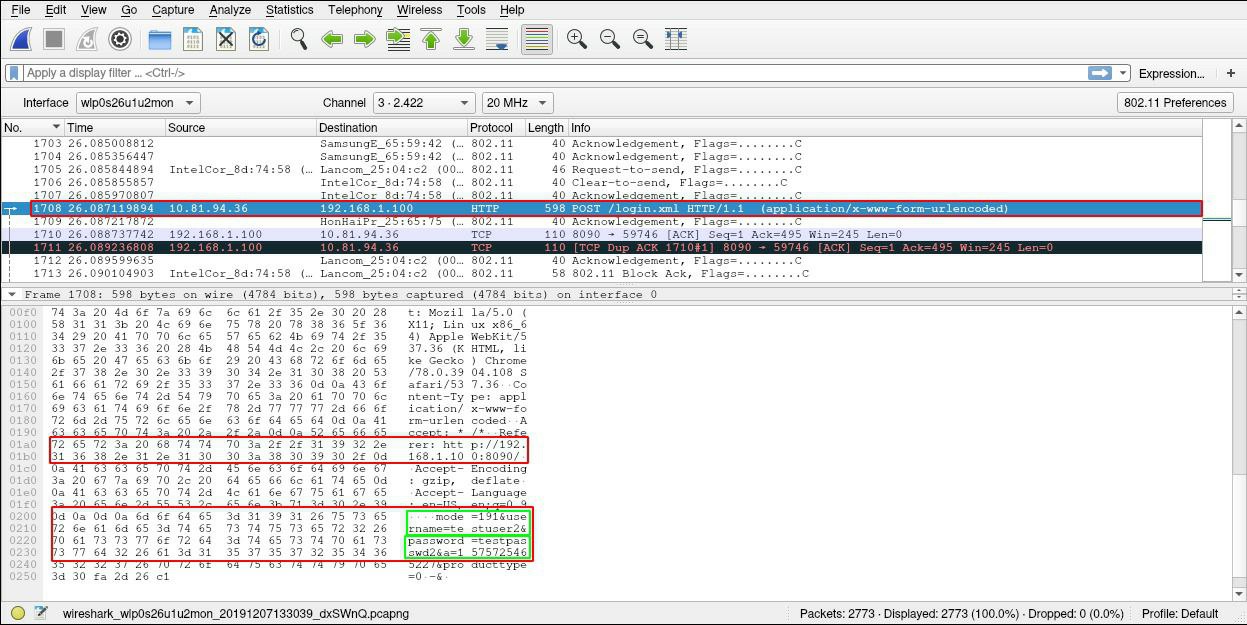 File Edit View Go Capture Analyze Statistics Telephony Wireless Tools Help
Apply a display filter ... <Ctrl-/> Expression... +
Interface wlp0s26u1u2mon Channel 3 · 2.422 20 MHz 802.11 Preferences
No. Time Source Destination Protocol Length Info
1703 26.085008812 SamsungE_65:59:42 (… 802.11 40 Acknowledgement, Flags=........C
1704 26.085356447 SamsungE_65:59:42 (… 802.11 40 Acknowledgement, Flags=........C
1705 26.085844894 IntelCor_8d:74:58 (… Lancom_25:04:c2 (00… 802.11 46 Request-to-send, Flags=........C
1706 26.085855857 IntelCor_8d:74:58 (… 802.11 40 Clear-to-send, Flags=........C
1707 26.085970807 IntelCor_8d:74:58 (… 802.11 40 Acknowledgement, Flags=........C
1708 26.087119894 10.81.94.36 192.168.1.100 HTTP 598 POST /login.xml HTTP/1.1 (application/x-www-form-urlencoded)
1709 26.087217872 HonHaiPr_25:65:75 (… 802.11 40 Acknowledgement, Flags=........C
1710 26.088737742 192.168.1.100 10.81.94.36 TCP 110 8090 → 59746 [ACK] Seq=1 Ack=495 Win=245 Len=0
1711 26.089236808 192.168.1.100 10.81.94.36 TCP 110 [TCP Dup ACK 1710#1] 8090 → 59746 [ACK] Seq=1 Ack=495 Win=245 Len=0
1712 26.089599635 Lancom_25:04:c2 (00… 802.11 40 Acknowledgement, Flags=........C
1713 26.090104903 IntelCor_8d:74:58 (… Lancom_25:04:c2 (00… 802.11 58 802.11 Block Ack, Flags=........C
Frame 1708: 598 bytes on wire (4784 bits), 598 bytes captured (4784 bits) on interface 0
00f0 74 3a 20 4d 6f 7a 69 6c 6c 61 2f 35 2e 30 20 28 t: Mozil la/5.0 (
0100 58 31 31 3b 20 4c 69 6e 75 78 20 78 38 36 5f 36 X11; Lin ux x86_6
0110 34 29 20 41 70 70 6c 65 57 65 62 4b 69 74 2f 35 4) Apple WebKit/5
0120 33 37 2e 33 36 20 28 4b 48 54 4d 4c 2c 20 6c 69 37.36 (K HTML, li
0130 6b 65 20 47 65 63 6b 6f 29 20 43 68 72 6f 6d 65 ke Gecko ) Chrome
0140 2f 37 38 2e 30 2e 33 39 30 34 2e 31 30 38 20 53 /78.0.39 04.108 S
0150 61 66 61 72 69 2f 35 33 37 2e 33 36 0d 0a 43 6f afari/53 7.36··Co
0160 6e 74 65 6e 74 2d 54 79 70 65 3a 20 61 70 70 6c ntent-Ty pe: appl
0170 69 63 61 74 69 6f 6e 2f 78 2d 77 77 77 2d 66 6f ication/ x-www-fo
0180 72 6d 2d 75 72 6c 65 6e 63 6f 64 65 64 0d 0a 41 rm-urlen coded··A
0190 63 63 65 70 74 3a 20 2a 2f 2a 0d 0a 52 65 66 65 ccept: * /*··Refe
01a0 72 65 72 3a 20 68 74 74 70 3a 2f 2f 31 39 32 2e rer: htt p://192.
01b0 31 36 38 2e 31 2e 31 30 30 3a 38 30 39 30 2f 0d 168.1.10 0:8090/·
01c0 0a 41 63 63 65 70 74 2d 45 6e 63 6f 64 69 6e 67 ·Accept- Encoding
01d0 3a 20 67 7a 69 70 2c 20 64 65 66 6c 61 74 65 0d : gzip, deflate·
01e0 0a 41 63 63 65 70 74 2d 4c 61 6e 67 75 61 67 65 ·Accept- Language
01f0 3a 20 65 6e 2d 55 53 2c 65 6e 3b 71 3d 30 2e 39 : en-US, en;q=0.9
0200 0d 0a 0d 0a 6d 6f 64 65 3d 31 39 31 26 75 73 65 ····mode =191&use
0210 72 6e 61 6d 65 3d 74 65 73 74 75 73 65 72 32 26 rname=te stuser2&
0220 70 61 73 73 77 6f 72 64 3d 74 65 73 74 70 61 73 password =testpas
0230 73 77 64 32 26 61 3d 31 35 37 35 37 32 35 34 36 swd2&a=1 57572546
0240 35 32 32 37 26 70 72 6f 64 75 63 74 74 79 70 65 5227&pro ducttype
0250 3d 30 fa 2d 26 c1 =0·-&·
wireshark_wlp0s26u1u2mon_20191207133039_dxSWnQ.pcapng Packets: 2773 · Displayed: 2773 (100.0%) · Dropped: 0 (0.0%) Profile: Default